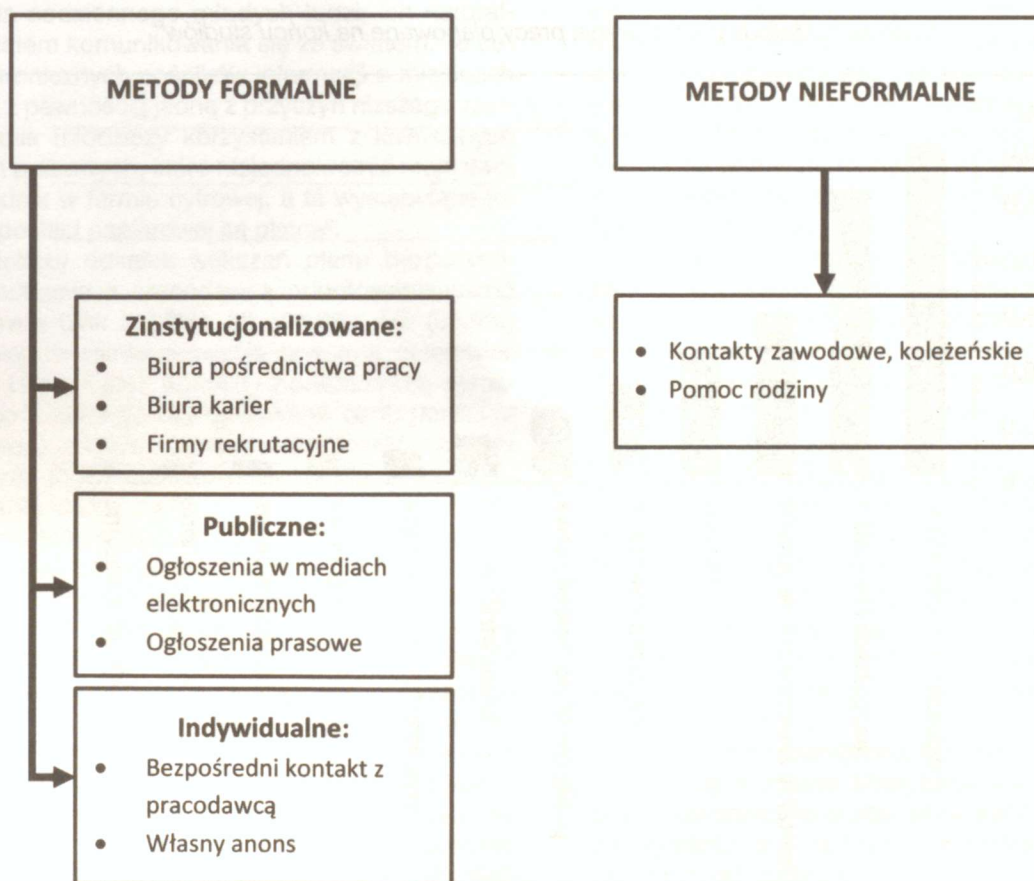 METODY FORMALNE
Zinstytucjonalizowane:
• Biura pośrednictwa pracy
• Biura karier
• Firmy rekrutacyjne
Publiczne:
• Ogłoszenia w mediach
elektronicznych
• Ogłoszenia prasowe
Indywidualne:
• Bezpośredni kontakt z
pracodawcą
• Własny anons
METODY NIEFORMALNE
• Kontakty zawodowe, koleżeńskie
• Pomoc rodziny